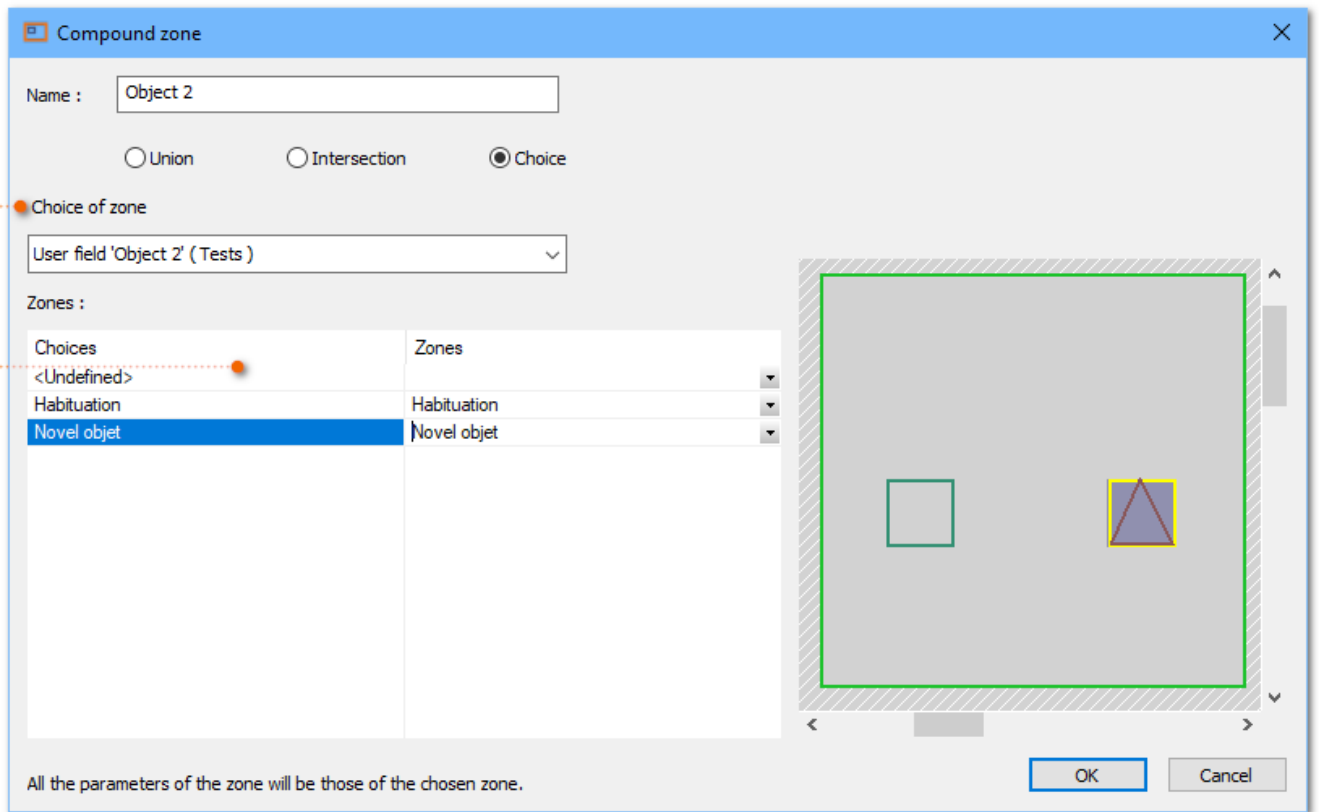 Compound zone
Name : Object 2
Union Intersection Choice
Choice of zone
User field 'Object 2' ( Tests )
Zones :
Choices Zones
<Undefined>
Habituation Habituation
Novel objet Novel objet
All the parameters of the zone will be those of the chosen zone.
OK Cancel